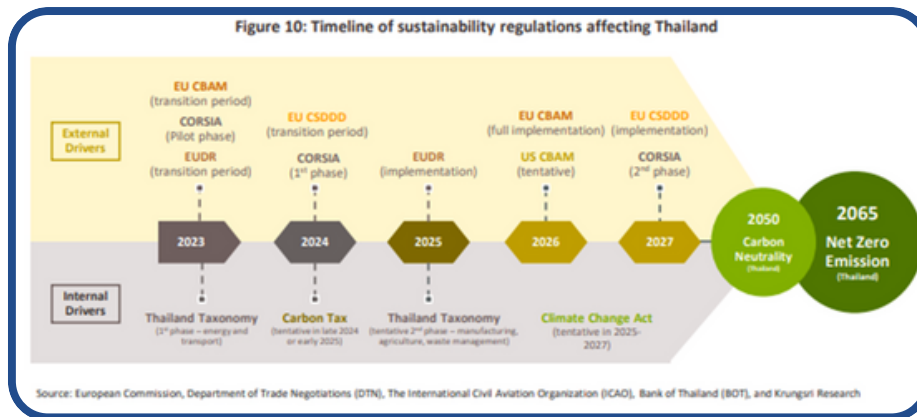 Figure 10: Timeline of sustainability regulations affecting Thailand
External
Drivers
EU CBAM
(transition period)
CORSIA
(Pilot phase)
EUDR
(transition period)
EU CSDDD
(transition period)
CORSIA
(1st phase)
EUDR
(implementation)
EU CBAM
(full implementation)
US CBAM
(tentative)
EU CSDDD
(implementation)
CORSIA
(2nd phase)
2023
2024
2025
2026
2027
2050
Carbon
Neutrality
(Thailand)
2065
Net Zero
Emission
(Thailand)
Internal
Drivers
Thailand Taxonomy
(1st phase – energy and
transport)
Carbon Tax
(tentative in late 2024
or early 2025)
Thailand Taxonomy
(tentative 2nd phase – manufacturing,
agriculture, waste management)
Climate Change Act
(tentative in 2025-
2027)
Source: European Commission, Department of Trade Negotiations (DTN), The International Civil Aviation Organization (ICAO), Bank of Thailand (BOT), and Krungsri Research